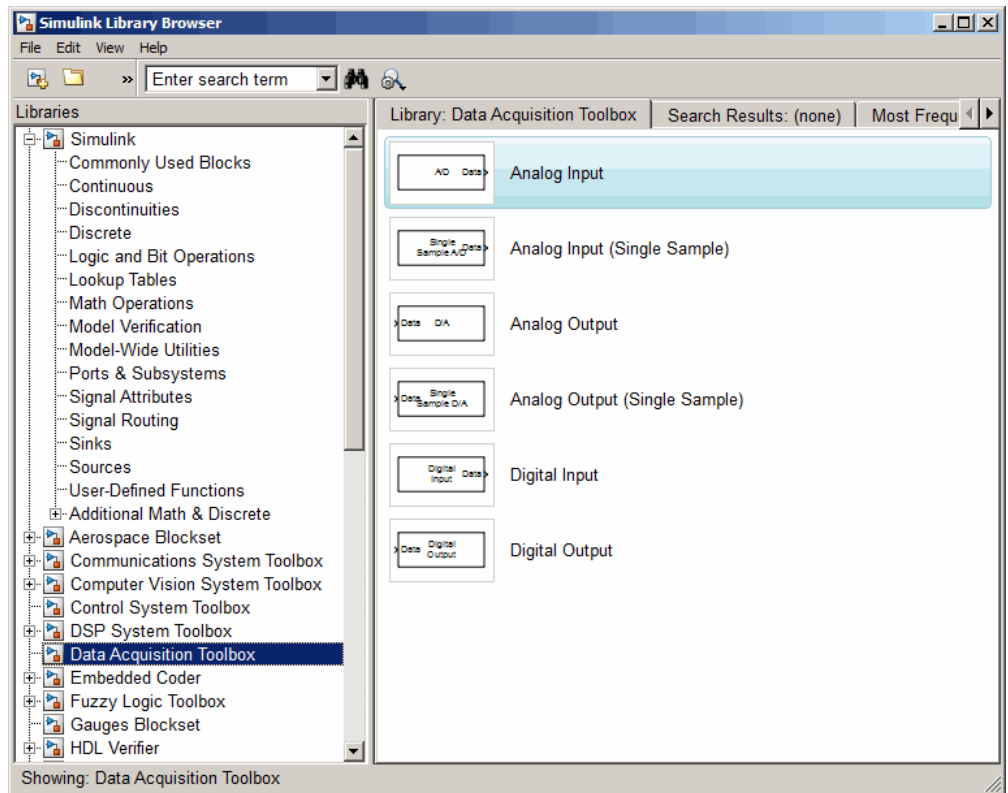 Simulink Library Browser
File Edit View Help
» Enter search term
Libraries
Simulink
Commonly Used Blocks
Continuous
Discontinuities
Discrete
Logic and Bit Operations
Lookup Tables
Math Operations
Model Verification
Model-Wide Utilities
Ports & Subsystems
Signal Attributes
Signal Routing
Sinks
Sources
User-Defined Functions
Additional Math & Discrete
Aerospace Blockset
Communications System Toolbox
Computer Vision System Toolbox
Control System Toolbox
DSP System Toolbox
Data Acquisition Toolbox
Embedded Coder
Fuzzy Logic Toolbox
Gauges Blockset
HDL Verifier
Library: Data Acquisition Toolbox Search Results: (none) Most Frequ
A/D Data
Analog Input
Single
Sample A/D Data
Analog Input (Single Sample)
Data D/A
Analog Output
Data Single
Sample D/A
Analog Output (Single Sample)
Digital
Input Data
Digital Input
Data Digital
Output
Digital Output
Showing: Data Acquisition Toolbox